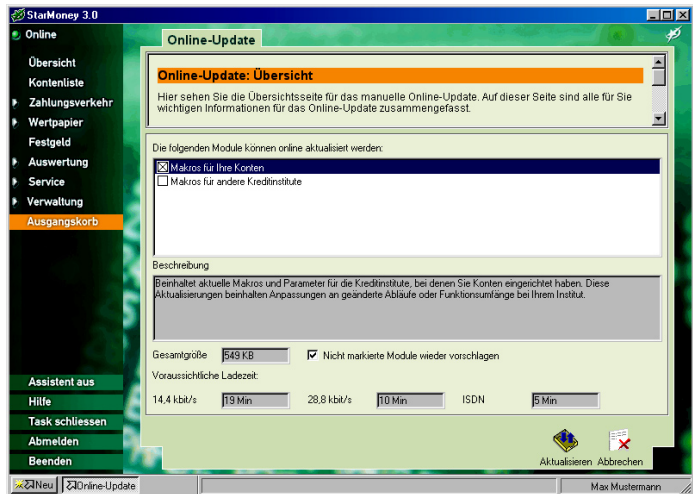 StarMoney 3.0
Online
Übersicht
Kontenliste
Zahlungsverkehr
Wertpapier
Festgeld
Auswertung
Service
Verwaltung
Ausgangskorb
Assistent aus
Hilfe
Task schliessen
Abmelden
Beenden
Online-Update
Online-Update: Übersicht
Hier sehen Sie die Übersichtsseite für das manuelle Online-Update. Auf dieser Seite sind alle für Sie
wichtigen Informationen für das Online-Update zusammengefasst.
Die folgenden Module können online aktualisiert werden:
Makros für Ihre Konten
Makros für andere Kreditinstitute
Beschreibung
Beinhaltet aktuelle Makros und Parameter für die Kreditinstitute, bei denen Sie Konten eingerichtet haben. Diese
Aktualisierungen beinhalten Anpassungen an geänderte Abläufe oder Funktionsumfänge bei Ihrem Institut.
Gesamtgröße 549 KB Nicht markierte Module wieder vorschlagen
Voraussichtliche Ladezeit:
14,4 kbit/s 19 Min 28,8 kbit/s 10 Min ISDN 5 Min
Aktualisieren Abbrechen
Neu Online-Update Max Mustermann